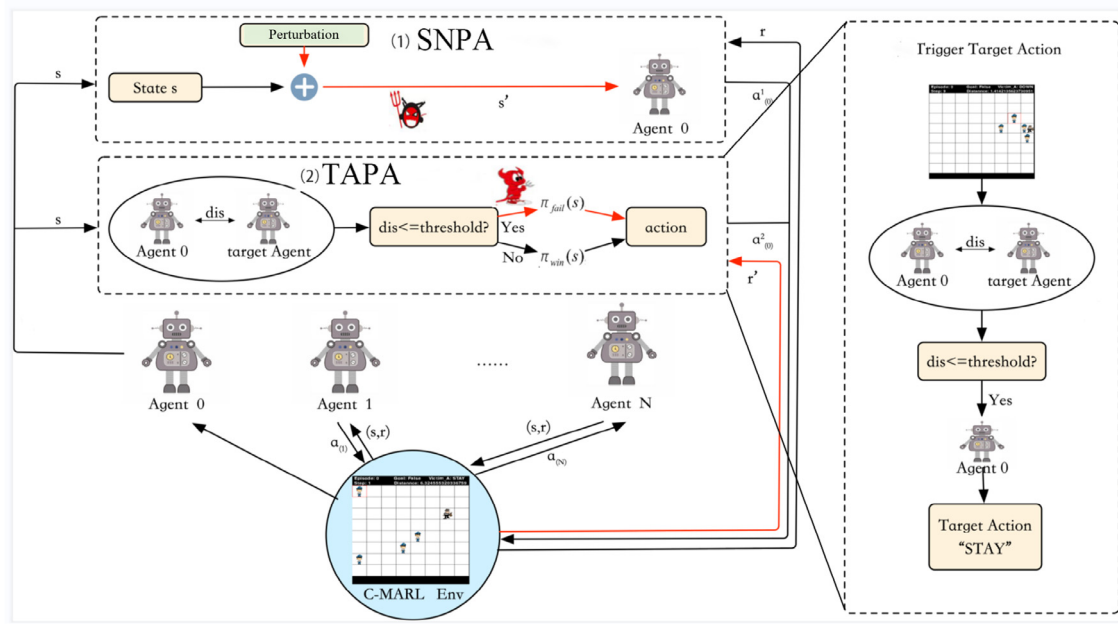 Perturbation
(1) SNPA
r
Trigger Target Action
s
State s
s'
Agent 0
a¹(0)
(2) TAPA
s
dis
Agent 0
target Agent
dis<=threshold?
Yes
No
π fail (s)
π win (s)
action
a²(0)
r'
dis
Agent 0
target Agent
dis<=threshold?
Yes
Agent 0
Target Action
"STAY"
Agent 0
Agent 1
......
Agent N
a(1)
(s,r)
(s,r)
a(N)
C-MARL Env